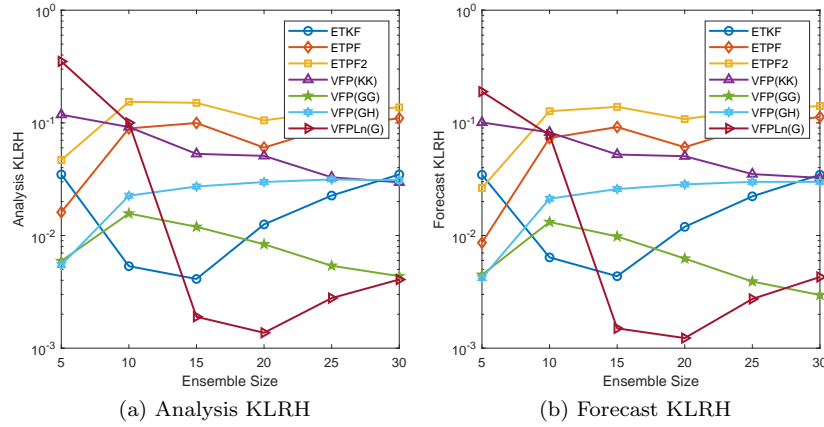 10^0
10^-1
10^-2
10^-3
Analysis KLRH
5 10 15 20 25 30
Ensemble Size
ETKF
ETPF
ETPF2
VFP(KK)
VFP(GG)
VFP(GH)
VFPLn(G)
(a) Analysis KLRH
10^0
10^-1
10^-2
10^-3
Forecast KLRH
5 10 15 20 25 30
Ensemble Size
ETKF
ETPF
ETPF2
VFP(KK)
VFP(GG)
VFP(GH)
VFPLn(G)
(b) Forecast KLRH